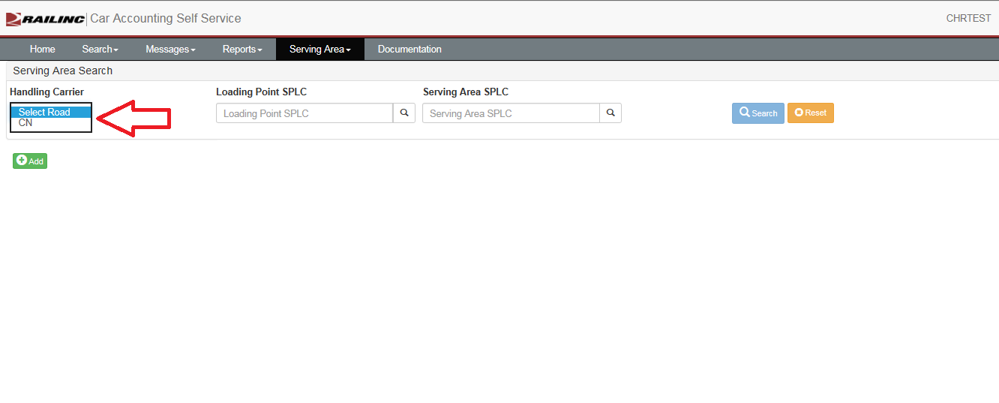 RAILINC Car Accounting Self Service
CHRTEST
Home Search Messages Reports Serving Area Documentation
Serving Area Search
Handling Carrier Loading Point SPLC Serving Area SPLC
Select Road Loading Point SPLC Serving Area SPLC Search Reset
CN
Add